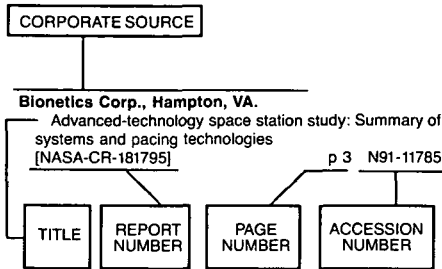 CORPORATE SOURCE
Bionetics Corp., Hampton, VA.
Advanced-technology space station study: Summary of
systems and pacing technologies
[NASA-CR-181795] p 3 N91-11785
TITLE
REPORT
NUMBER
PAGE
NUMBER
ACCESSION
NUMBER